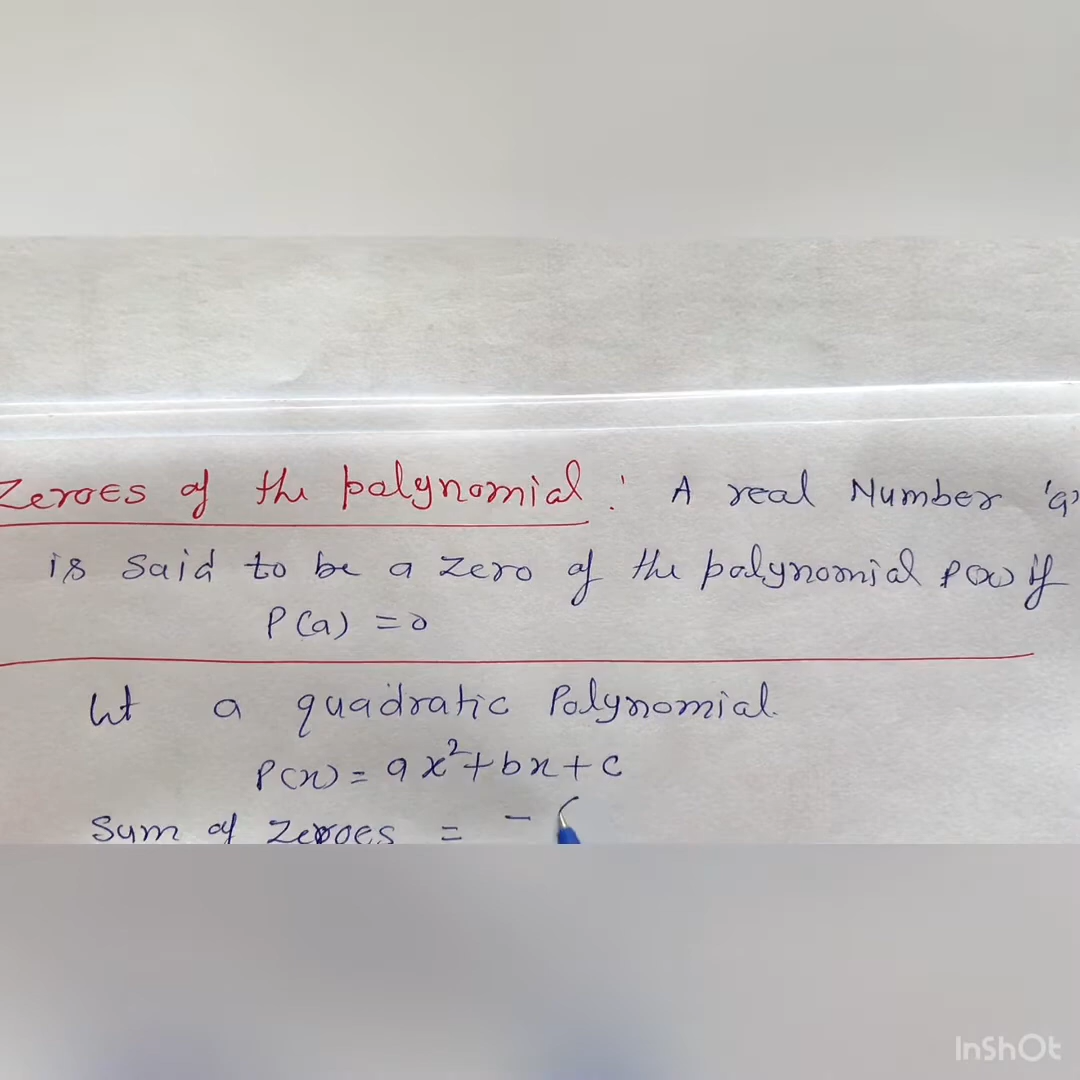 Zeroes of the polynomial : A real Number 'a'
is said to be a zero of the polynomial P(x) if
P(a) = 0
Let a quadratic Polynomial.
P(x) = ax²+bx+c
Sum of Zeroes = -
InShOt